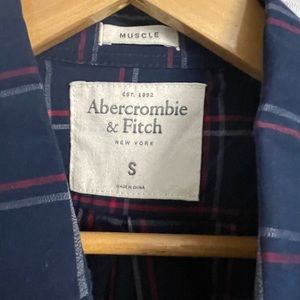 MUSCLE
EST. 1892
Abercrombie
& Fitch
NEW YORK
S
MADE IN CHINA